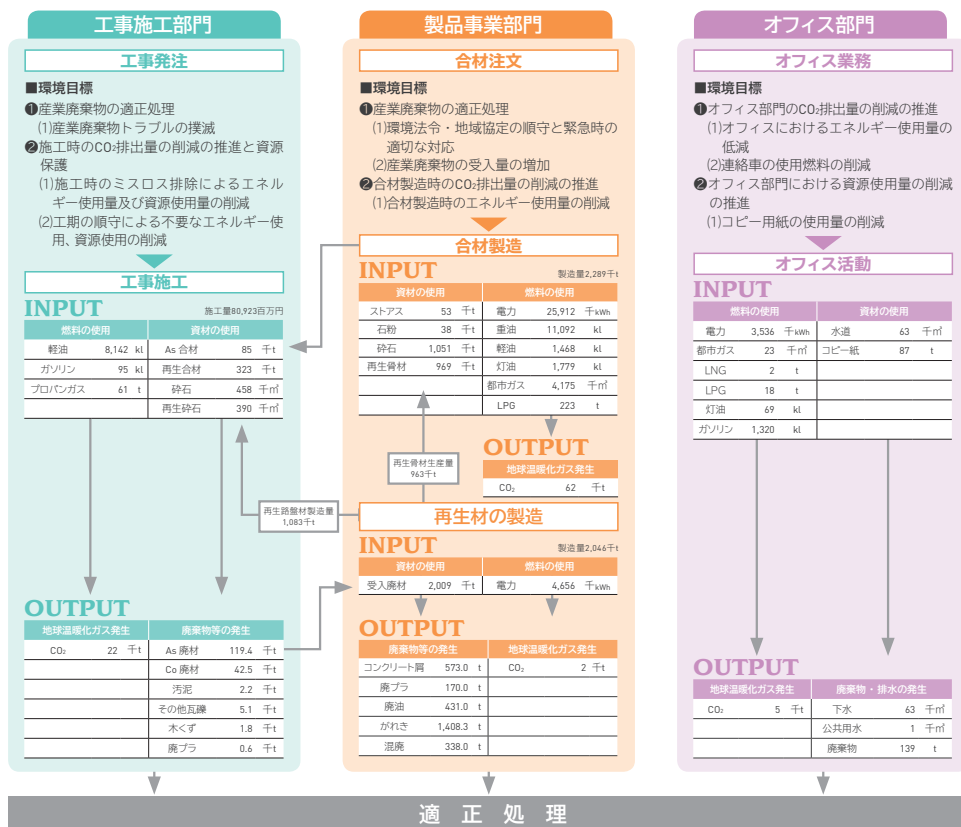 工事施工部門
工事発注
■環境目標
❶産業廃棄物の適正処理
(1)産業廃棄物トラブルの撲滅
❷施工時のCO₂排出量の削減の推進と資源
保護
(1)施工時のミスロス排除によるエネル
ギー使用量及び資源使用量の削減
(2)工期の順守による不要なエネルギー使
用、資源使用の削減
工事施工
INPUT
施工量80,923百万円
燃料の使用 資材の使用
軽油 8,142 kl As 合材 85 千t
ガソリン 95 kl 再生合材 323 千t
プロパンガス 61 t 砕石 458 千㎥
再生砕石 390 千㎥
OUTPUT
地球温暖化ガス発生 廃棄物等の発生
CO₂ 22 千t As 廃材 119.4 千t
Co 廃材 42.5 千t
汚泥 2.2 千t
その他瓦礫 5.1 千t
木くず 1.8 千t
廃プラ 0.6 千t
製品事業部門
合材注文
■環境目標
❶産業廃棄物の適正処理
(1)環境法令・地域協定の順守と緊急時の
適切な対応
(2)産業廃棄物の受入量の増加
❷合材製造時のCO₂排出量の削減の推進
(1)合材製造時のエネルギー使用量の削減
合材製造
INPUT
製造量2,289千t
資材の使用 燃料の使用
ストアス 53 千t 電力 25,912 千kWh
石粉 38 千t 重油 11,092 kl
砕石 1,051 千t 軽油 1,468 kl
再生骨材 969 千t 灯油 1,779 kl
都市ガス 4,175 千㎥
LPG 223 t
OUTPUT
地球温暖化ガス発生
CO₂ 62 千t
再生骨材生産量
963千t
再生路盤材製造量
1,083千t
再生材の製造
INPUT
製造量2,046千t
資材の使用 燃料の使用
受入廃材 2,009 千t 電力 4,656 千kWh
OUTPUT
廃棄物等の発生 地球温暖化ガス発生
コンクリート屑 573.0 t CO₂ 2 千t
廃プラ 170.0 t
廃油 431.0 t
がれき 1,408.3 t
混廃 338.0 t
オフィス部門
オフィス業務
■環境目標
❶オフィス部門のCO₂排出量の削減の推進
(1)オフィスにおけるエネルギー使用量の
低減
(2)連絡車の使用燃料の削減
❷オフィス部門における資源使用量の削減
の推進
(1)コピー用紙の使用量の削減
オフィス活動
INPUT
燃料の使用 資材の使用
電力 3,536 千kWh 水道 63 千㎥
都市ガス 23 千㎥ コピー紙 87 t
LNG 2 t
LPG 18 t
灯油 69 kl
ガソリン 1,320 kl
OUTPUT
地球温暖化ガス発生 廃棄物・排水の発生
CO₂ 5 千t 下水 63 千㎥
公共用水 1 千㎥
廃棄物 139 t
適正処理